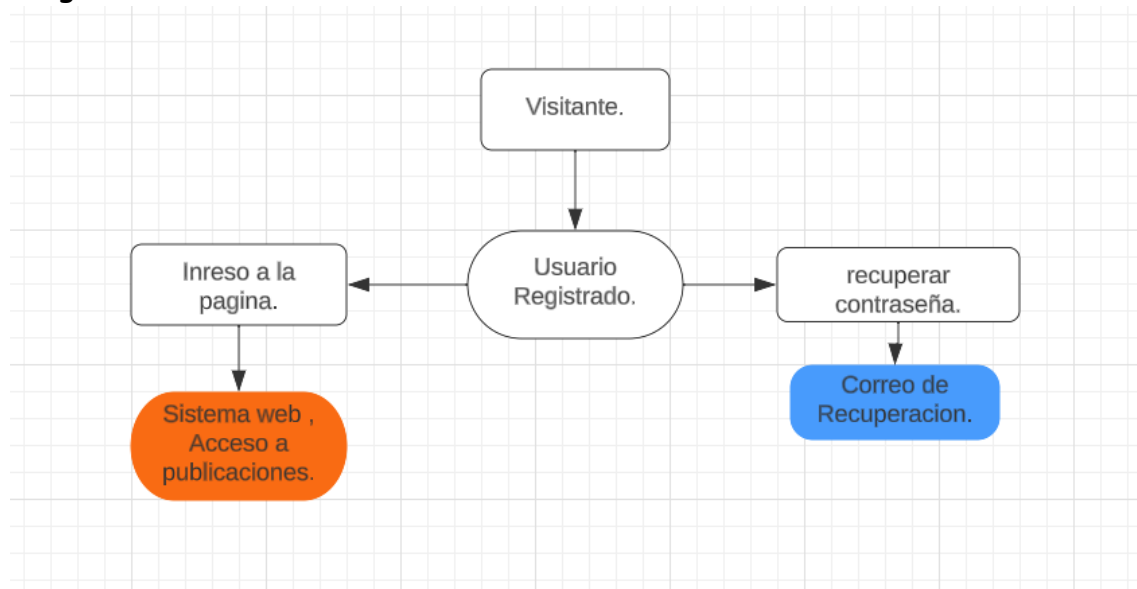 Visitante.
Usuario
Registrado.
Inreso a la
pagina.
recuperar
contraseña.
Sistema web ,
Acceso a
publicaciones.
Correo de
Recuperacion.